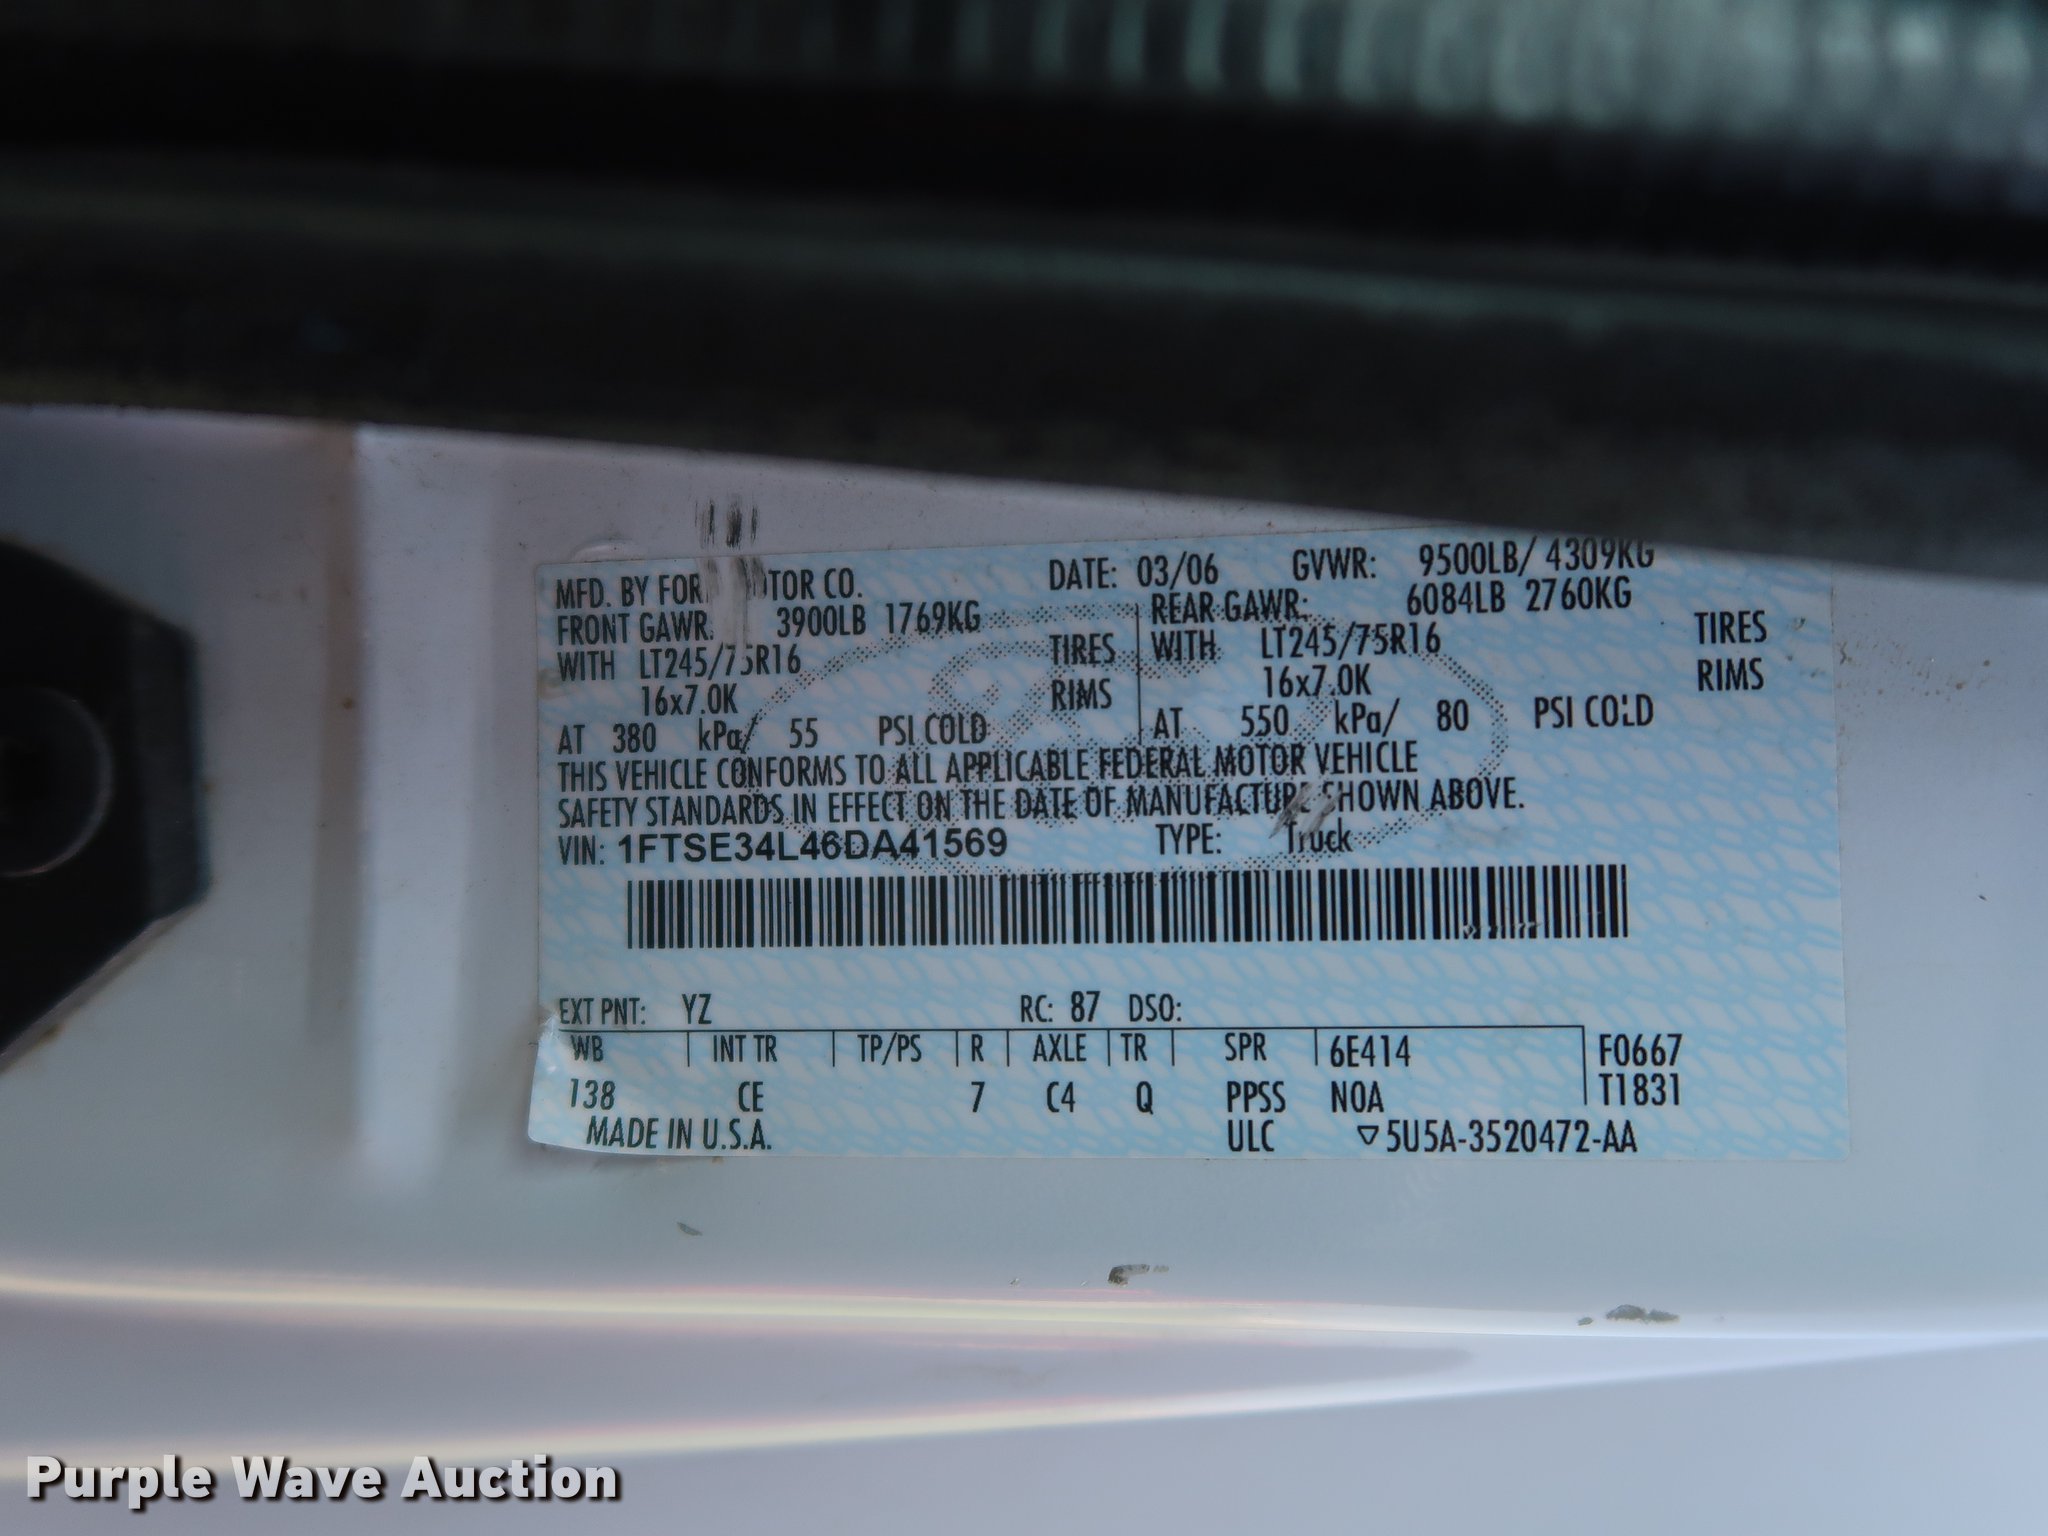 MFD. BY FOR OTOR CO. DATE: 03/06 GVWR: 9500LB/ 4309KG
FRONT GAWR: 3900LB 1769KG REAR GAWR: 6084LB 2760KG
WITH LT245/75R16 TIRES WITH LT245/75R16 TIRES
16x7.0K RIMS 16x7.0K RIMS
AT 380 kPa/ 55 PSI COLD AT 550 kPa/ 80 PSI COLD
THIS VEHICLE CONFORMS TO ALL APPLICABLE FEDERAL MOTOR VEHICLE
SAFETY STANDARDS IN EFFECT ON THE DATE OF MANUFACTURE SHOWN ABOVE.
VIN: 1FTSE34L46DA41569 TYPE: Truck
EXT PNT: YZ RC: 87 DSO:
WB INT TR TP/PS R AXLE TR SPR 6E414 F0667
138 CE 7 C4 Q PPSS N0A T1831
MADE IN U.S.A. ULC ▽5U5A-3520472-AA
Purple Wave Auction